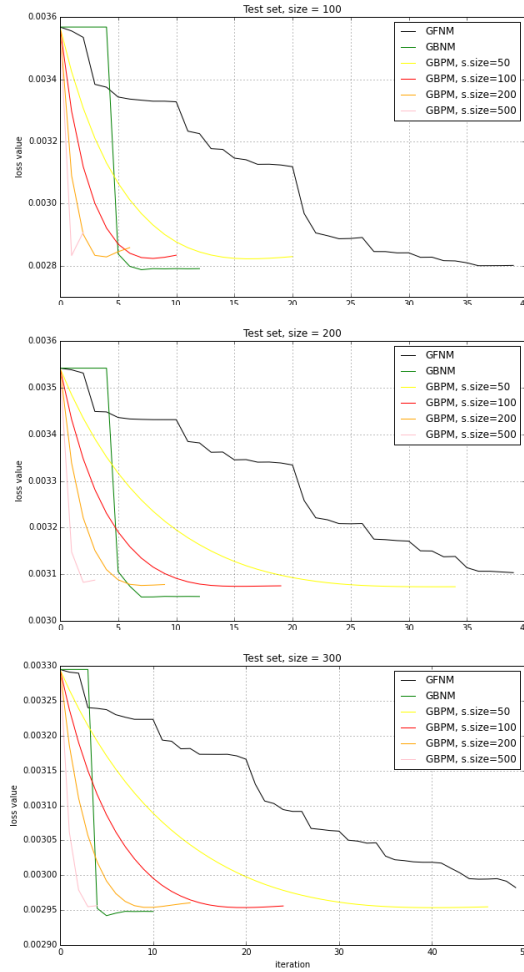 Test set, size = 100
0.0036
0.0034
0.0032
0.0030
0.0028
loss value
GFNM
GBNM
GBPM, s.size=50
GBPM, s.size=100
GBPM, s.size=200
GBPM, s.size=500
0 5 10 15 20 25 30 35 4
Test set, size = 200
0.0036
0.0035
0.0034
0.0033
0.0032
0.0031
0.0030
loss value
GFNM
GBNM
GBPM, s.size=50
GBPM, s.size=100
GBPM, s.size=200
GBPM, s.size=500
0 5 10 15 20 25 30 35 4
Test set, size = 300
0.00330
0.00325
0.00320
0.00315
0.00310
0.00305
0.00300
0.00295
0.00290
loss value
GFNM
GBNM
GBPM, s.size=50
GBPM, s.size=100
GBPM, s.size=200
GBPM, s.size=500
0 10 20 30 40 5
iteration